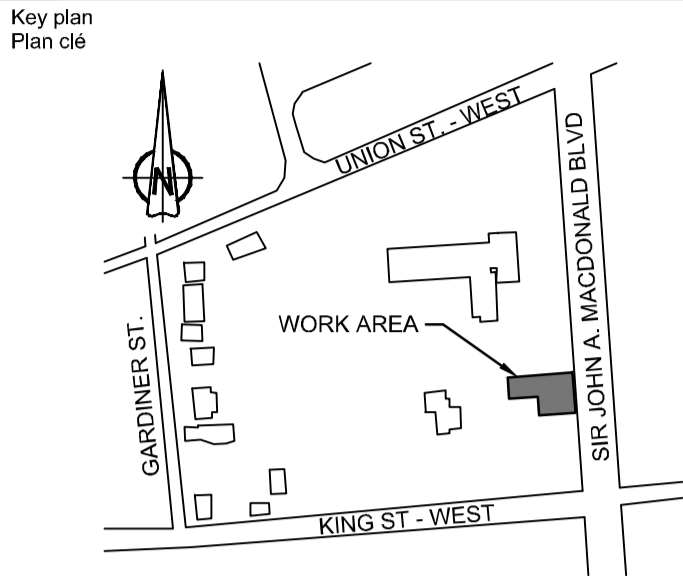 Key plan
Plan clé
N
UNION ST. - WEST
SIR JOHN A. MACDONALD BLVD
WORK AREA
GARDINER ST.
KING ST - WEST